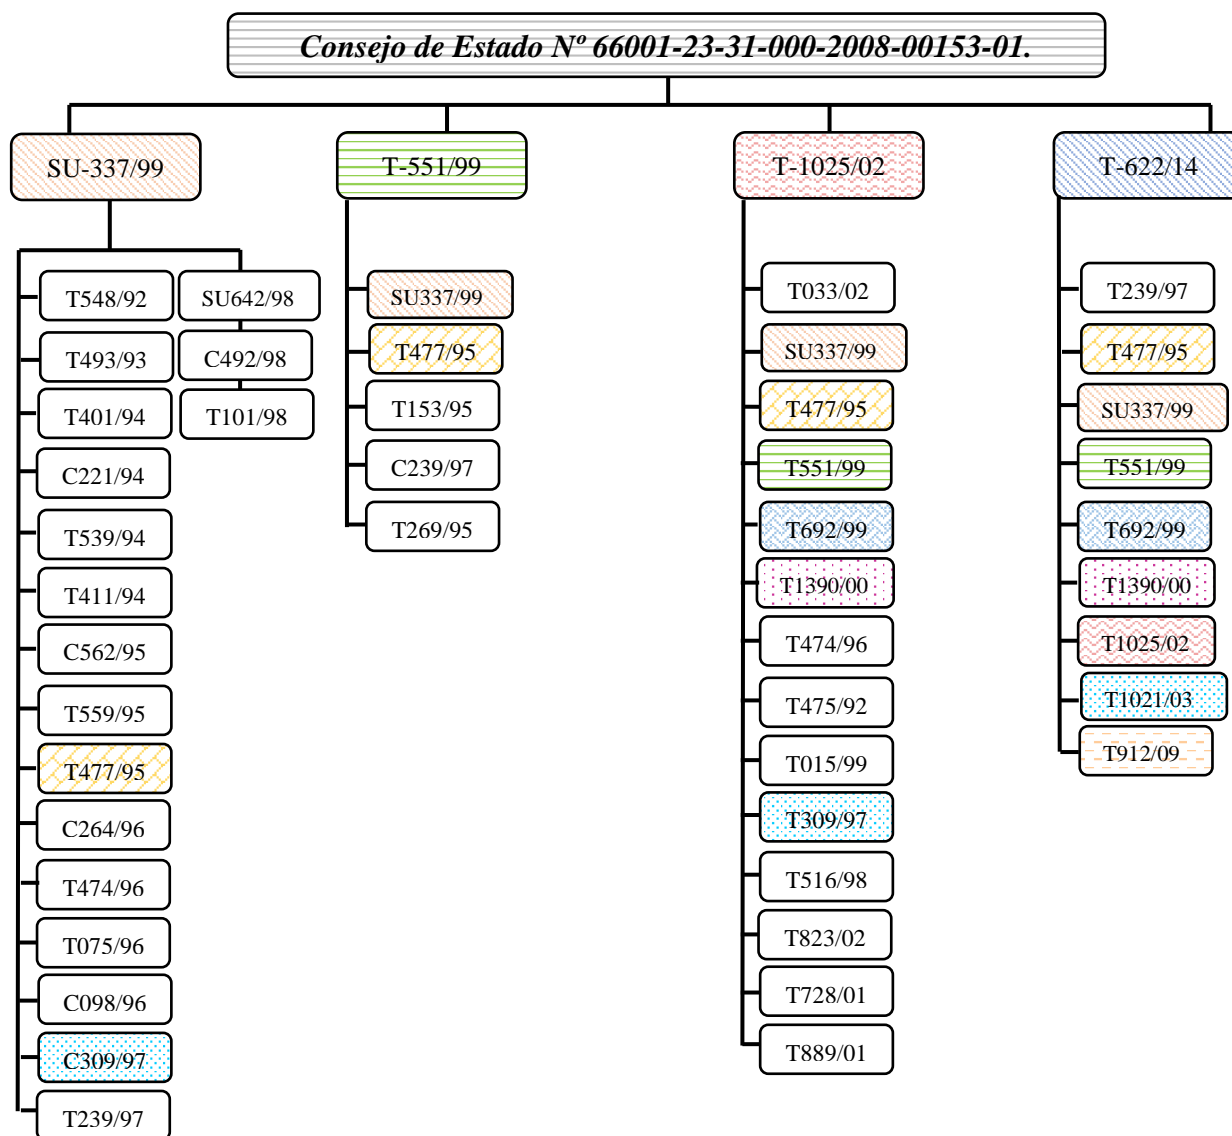 Consejo de Estado Nº 66001-23-31-000-2008-00153-01.
SU-337/99
T-551/99
T-1025/02
T-622/14
T548/92
T493/93
T401/94
C221/94
T539/94
T411/94
C562/95
T559/95
T477/95
C264/96
T474/96
T075/96
C098/96
C309/97
T239/97
SU642/98
C492/98
T101/98
SU337/99
T477/95
T153/95
C239/97
T269/95
T033/02
SU337/99
T477/95
T551/99
T692/99
T1390/00
T474/96
T475/92
T015/99
T309/97
T516/98
T823/02
T728/01
T889/01
T239/97
T477/95
SU337/99
T551/99
T692/99
T1390/00
T1025/02
T1021/03
T912/09